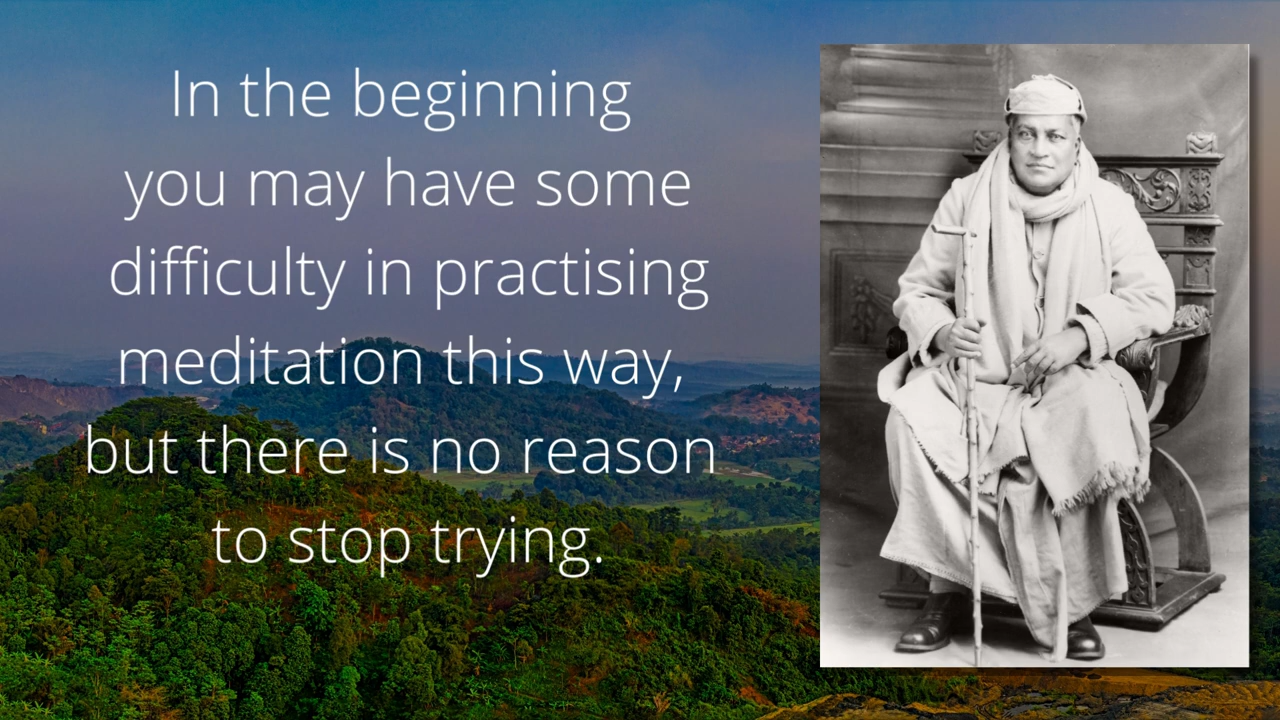 In the beginning
you may have some
difficulty in practising
meditation this way,
but there is no reason
to stop trying.